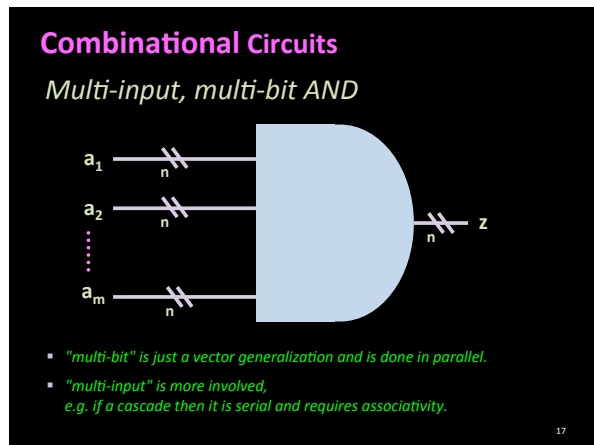 Combinational Circuits
Multi-input, multi-bit AND
a1
n
a2
n
am
n
n
z
▪ "multi-bit" is just a vector generalization and is done in parallel.
▪ "multi-input" is more involved,
e.g. if a cascade then it is serial and requires associativity.
17